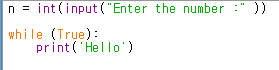 n = int(input("Enter the number :" ))
while (True):
    print('Hello')